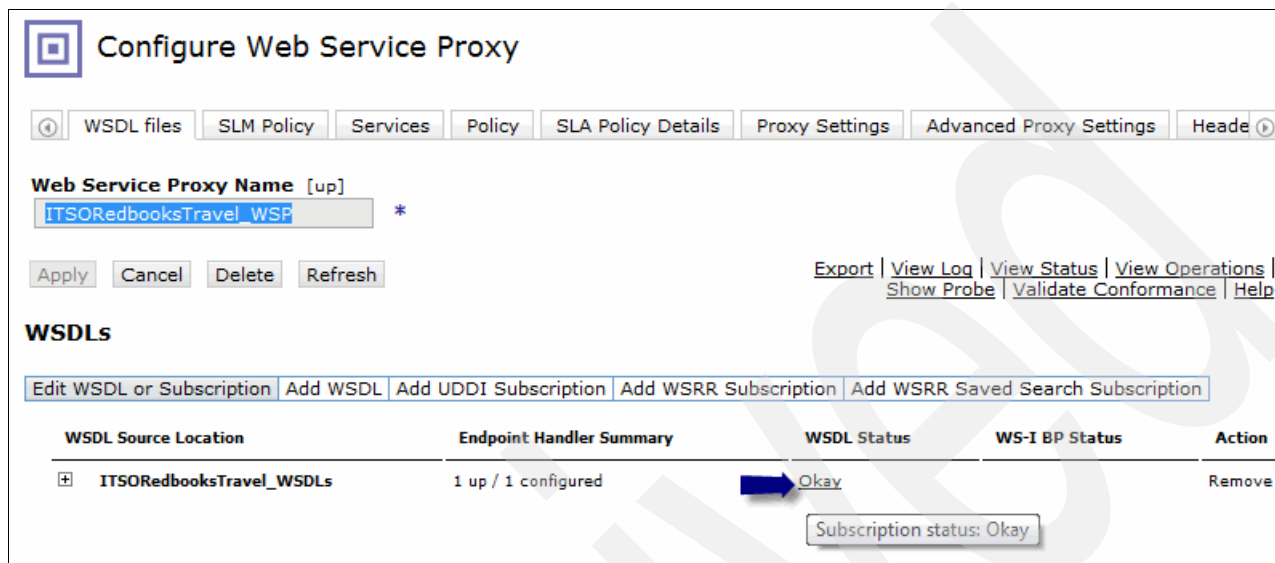 Configure Web Service Proxy
WSDL files SLM Policy Services Policy SLA Policy Details Proxy Settings Advanced Proxy Settings Heade
Web Service Proxy Name [up]
ITSORedbooksTravel_WSP *
Apply Cancel Delete Refresh
Export | View Log | View Status | View Operations |
Show Probe | Validate Conformance | Help
WSDLs
Edit WSDL or Subscription Add WSDL Add UDDI Subscription Add WSRR Subscription Add WSRR Saved Search Subscription
WSDL Source Location Endpoint Handler Summary WSDL Status WS-I BP Status Action
ITSORedbooksTravel_WSDLs 1 up / 1 configured Okay Remove
Subscription status: Okay